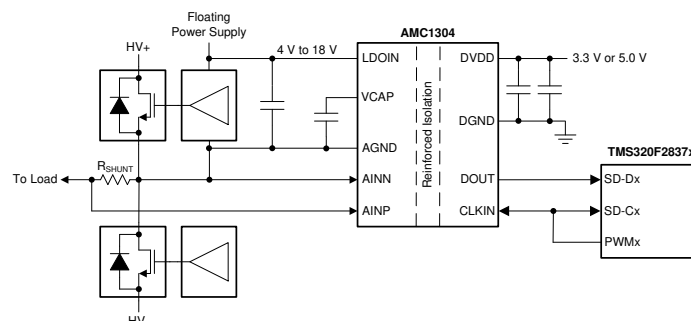 Floating
Power Supply
HV+
4 V to 18 V
AMC1304
LDOIN
DVDD
3.3 V or 5.0 V
VCAP
DGND
AGND
Reinforced Isolation
TMS320F2837x
RSHUNT
To Load
AINN
DOUT
SD-Dx
AINP
CLKIN
SD-Cx
PWMx
HV-